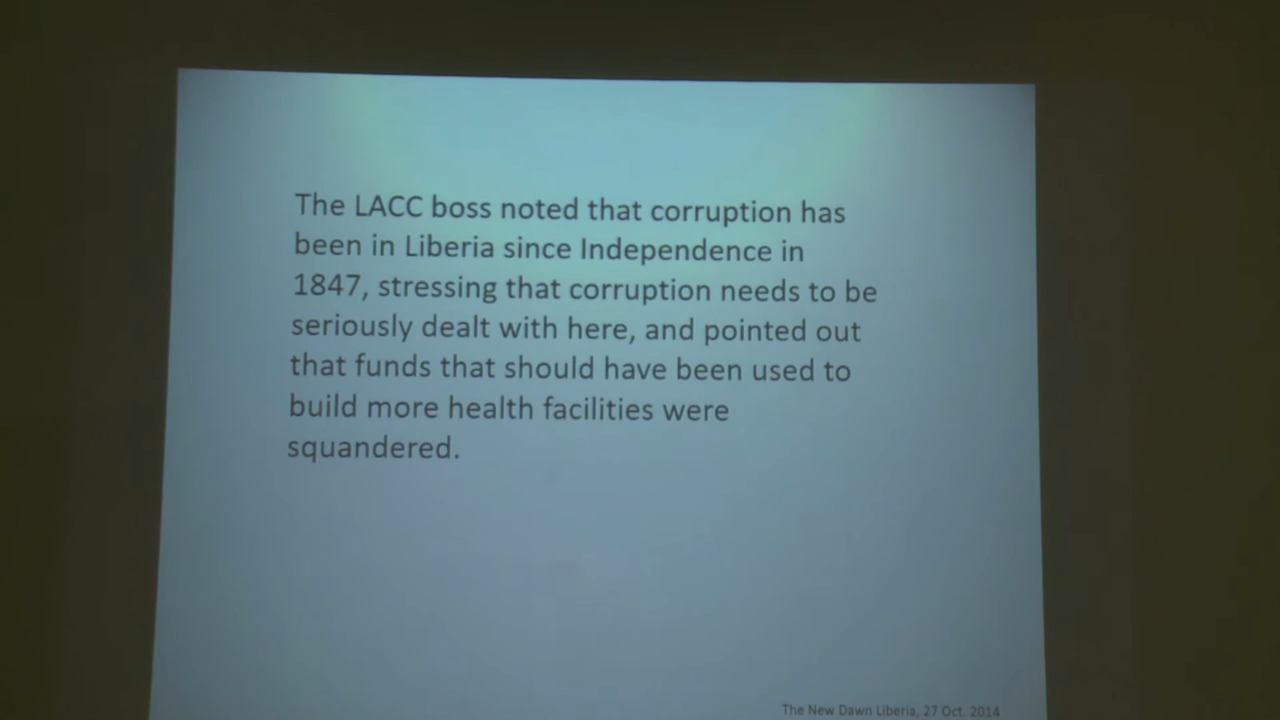 The LACC boss noted that corruption has
been in Liberia since Independence in
1847, stressing that corruption needs to be
seriously dealt with here, and pointed out
that funds that should have been used to
build more health facilities were
squandered.
The New Dawn Liberia, 27 Oct. 2014